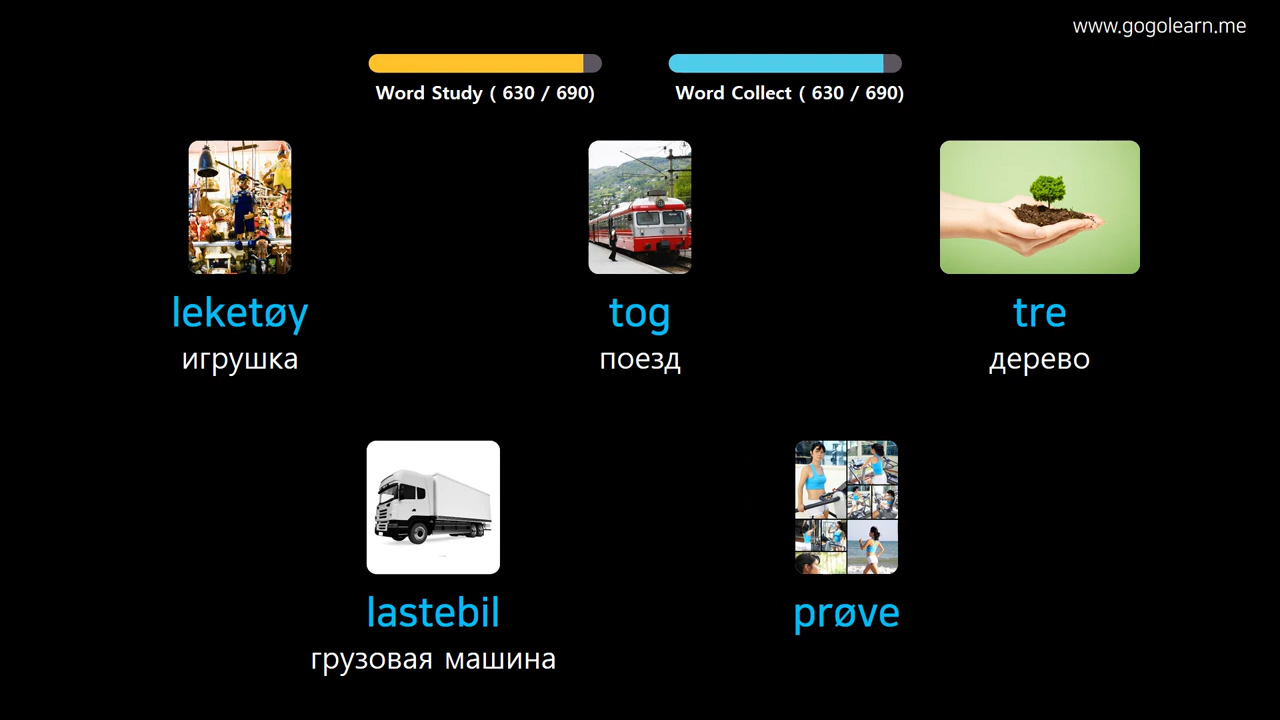 www.gogolearn.me
Word Study ( 630 / 690)
Word Collect ( 630 / 690)
leketøy
игрушка
tog
поезд
tre
дерево
lastebil
грузовая машина
prøve